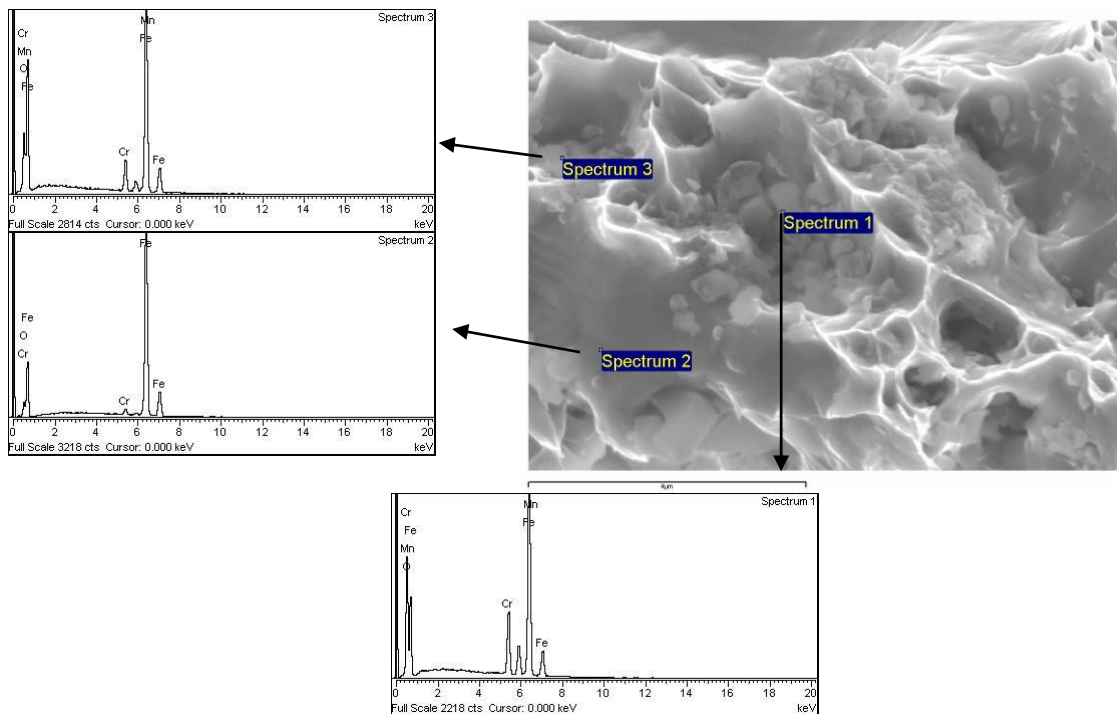 Spectrum 3
Cr
Mn
O
Fe
Mn
Fe
Cr
Fe
0 2 4 6 8 10 12 14 16 18 20
Full Scale 2814 cts Cursor: 0.000 keV
keV
Spectrum 2
Fe
Fe
O
Cr
Cr
Fe
0 2 4 6 8 10 12 14 16 18 20
Full Scale 3218 cts Cursor: 0.000 keV
keV
Spectrum 3
Spectrum 1
Spectrum 2
4µm
Spectrum 1
Cr
Fe
Mn
O
Mn
Fe
Cr
Fe
0 2 4 6 8 10 12 14 16 18 20
Full Scale 2218 cts Cursor: 0.000 keV
keV